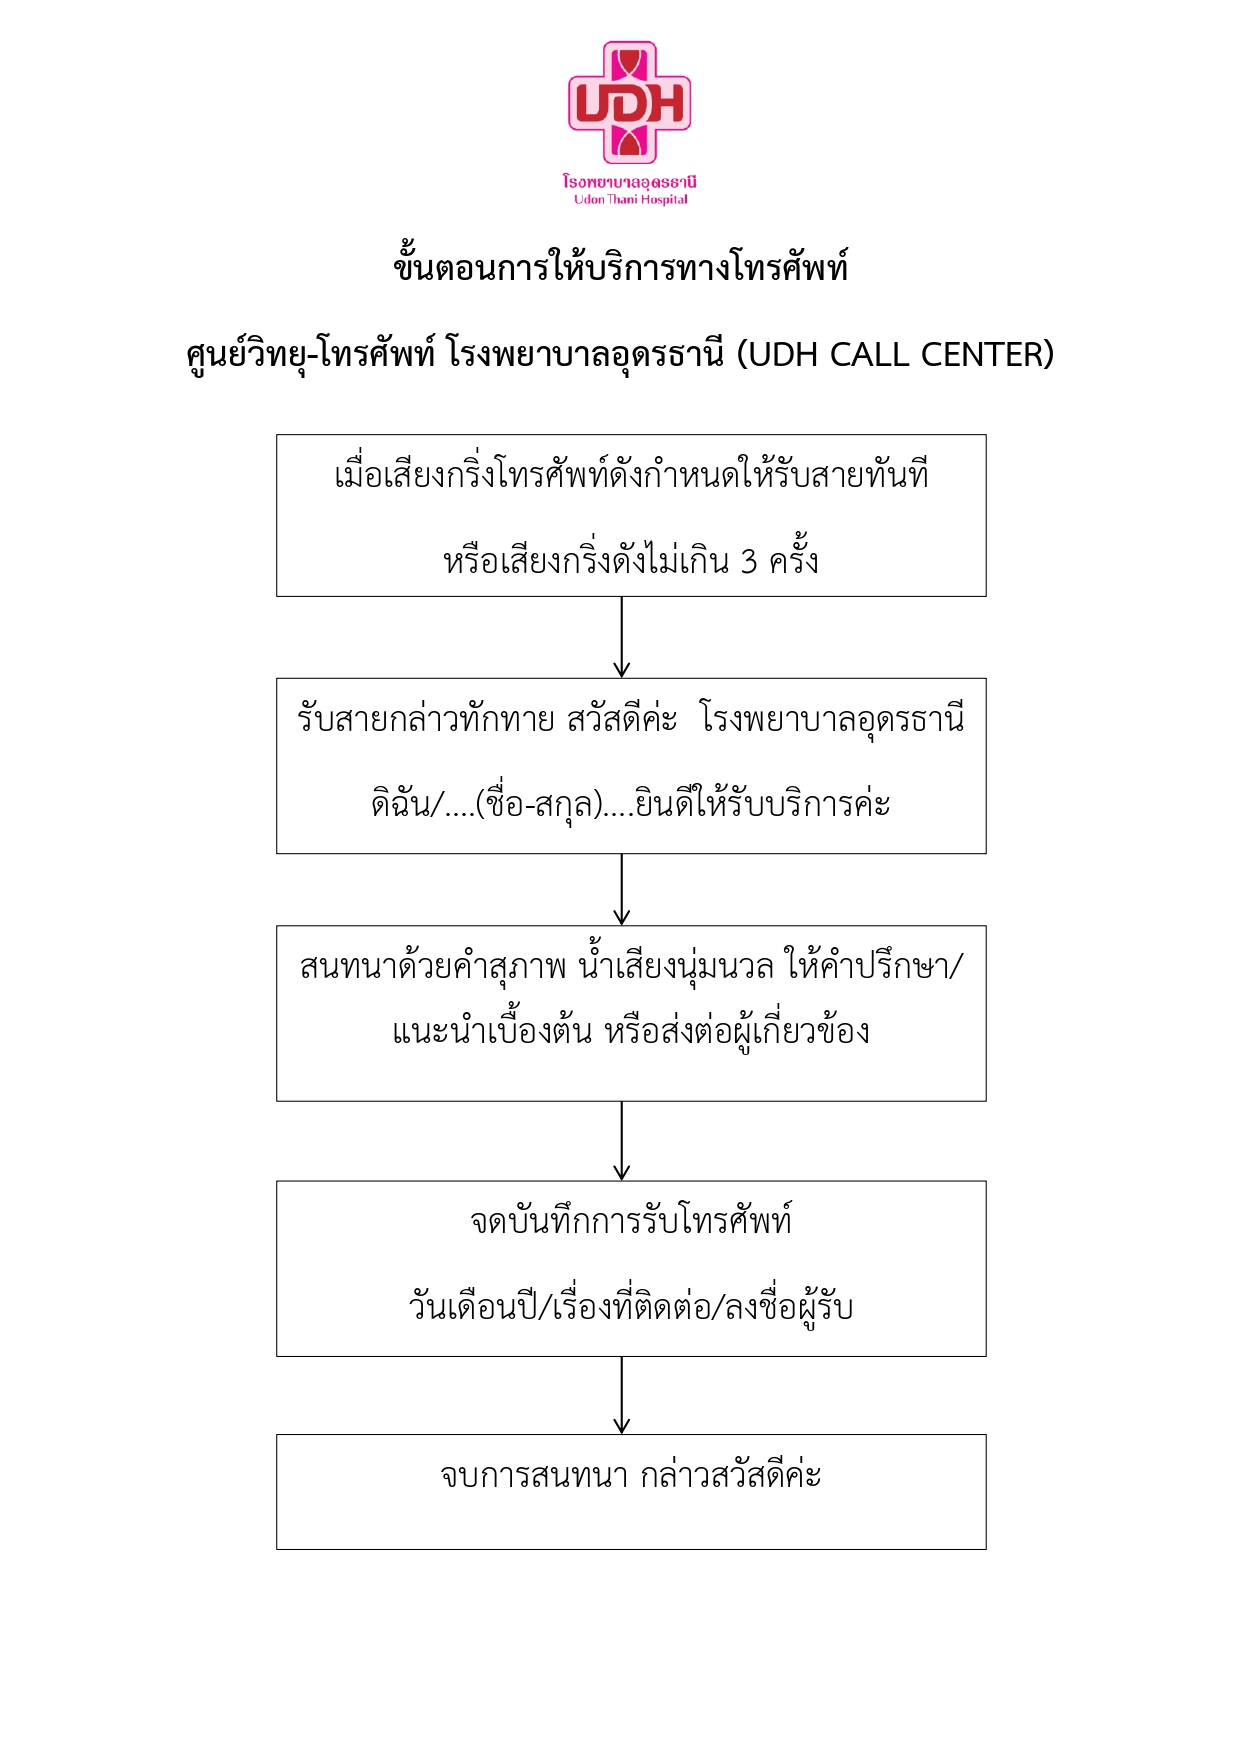 UDH
โรงพยาบาลอุดรธานี
Udon Thani Hospital
ขั้นตอนการให้บริการทางโทรศัพท์
ศูนย์วิทยุ-โทรศัพท์ โรงพยาบาลอุดรธานี (UDH CALL CENTER)
เมื่อเสียงกริ่งโทรศัพท์ดังกำหนดให้รับสายทันที
หรือเสียงกริ่งดังไม่เกิน 3 ครั้ง
รับสายกล่าวทักทาย สวัสดีค่ะ  โรงพยาบาลอุดรธานี
ดิฉัน/....(ชื่อ-สกุล)....ยินดีให้รับบริการค่ะ
สนทนาด้วยคำสุภาพ น้ำเสียงนุ่มนวล ให้คำปรึกษา/
แนะนำเบื้องต้น หรือส่งต่อผู้เกี่ยวข้อง
จดบันทึกการรับโทรศัพท์
วันเดือนปี/เรื่องที่ติดต่อ/ลงชื่อผู้รับ
จบการสนทนา กล่าวสวัสดีค่ะ